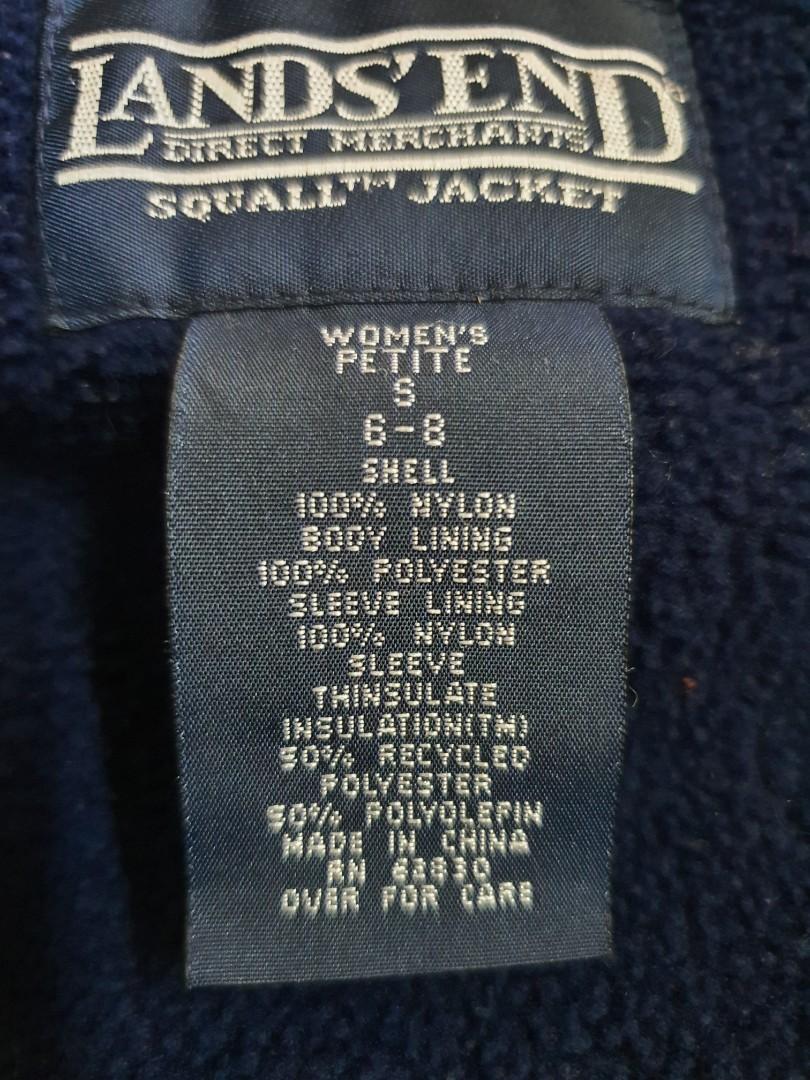 LANDS' END
DIRECT MERCHANTS
SQUALL™ JACKET
WOMEN'S
PETITE
S
6-8
SHELL
100% NYLON
BODY LINING
100% POLYESTER
SLEEVE LINING
100% NYLON
SLEEVE
THINSULATE
INSULATION(TM)
50% RECYCLED
POLYESTER
50% POLYOLEFIN
MADE IN CHINA
RN 61830
OVER FOR CARE